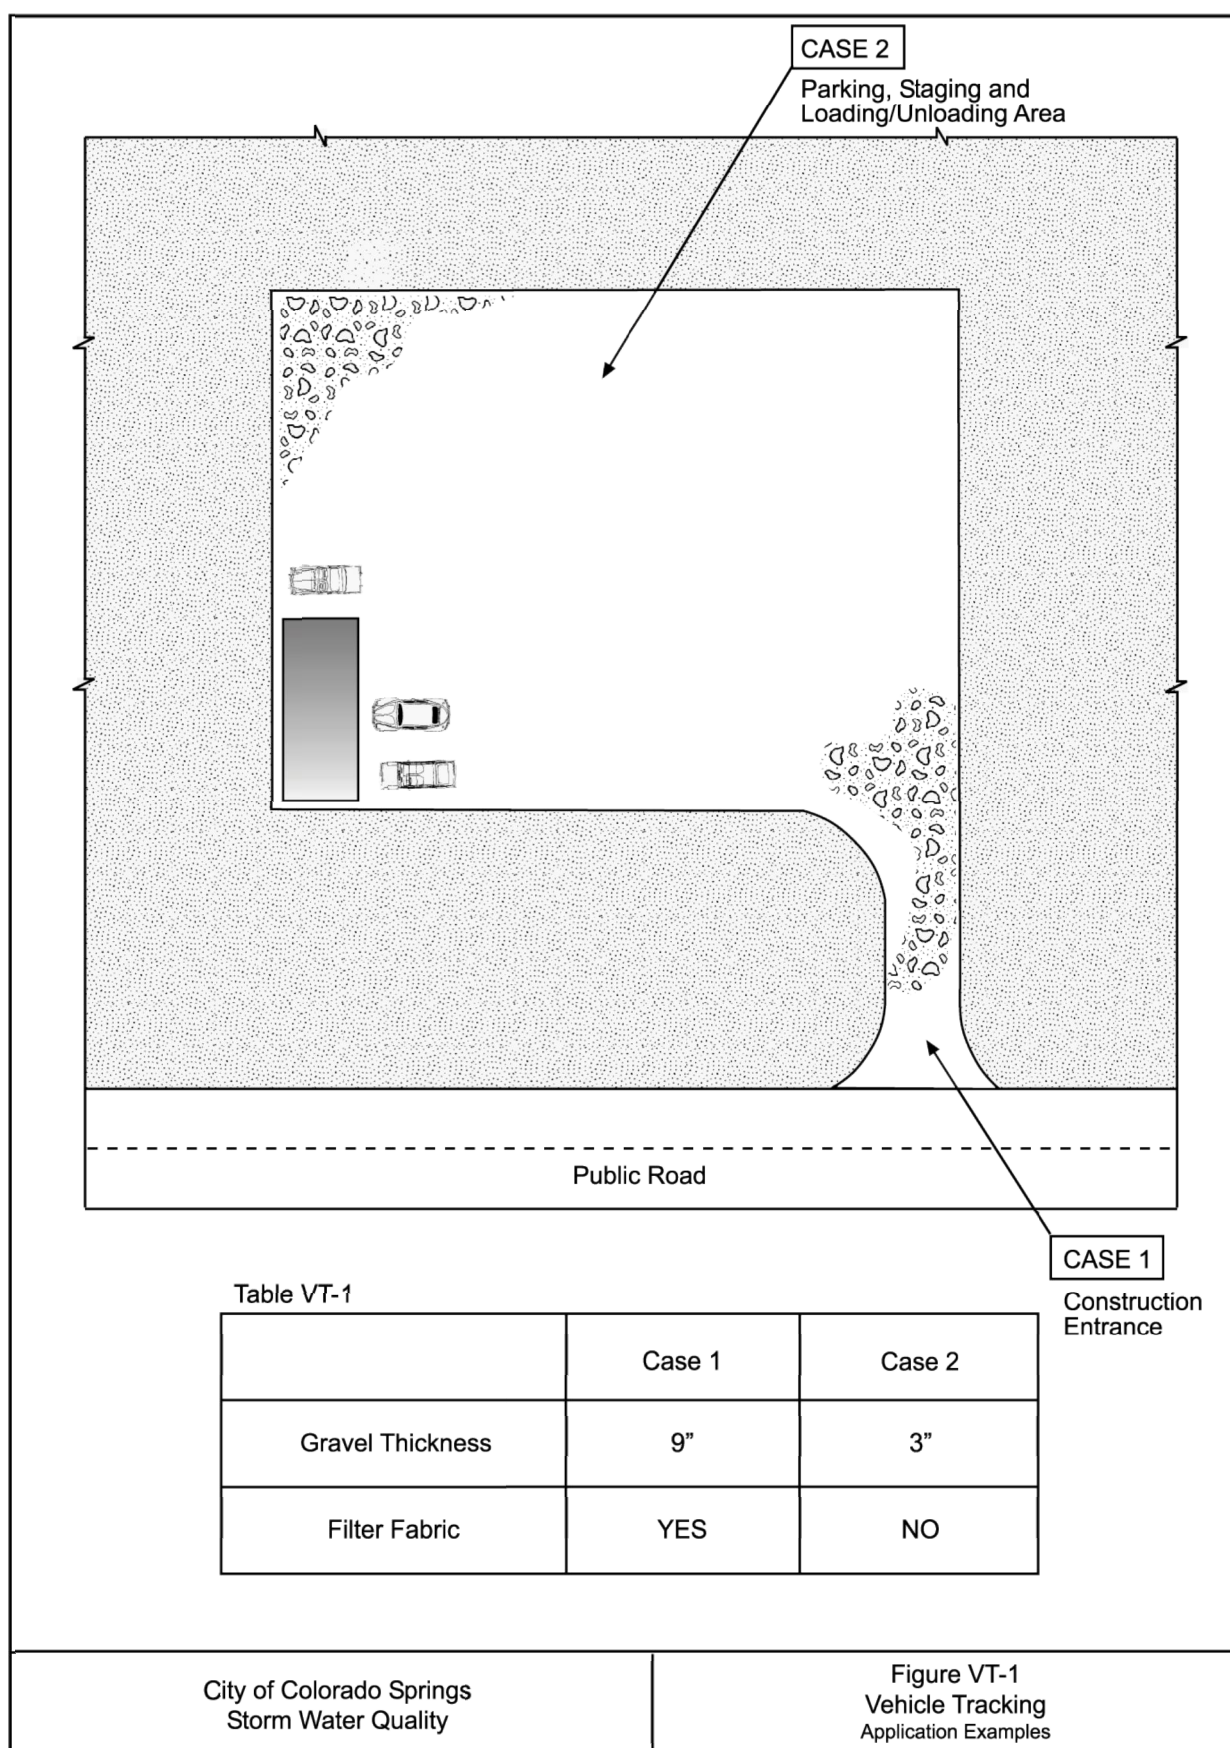 CASE 2
Parking, Staging and
Loading/Unloading Area
Public Road
CASE 1
Construction
Entrance
Table VT-1
Case 1 Case 2
Gravel Thickness 9” 3”
Filter Fabric YES NO
City of Colorado Springs
Storm Water Quality
Figure VT-1
Vehicle Tracking
Application Examples